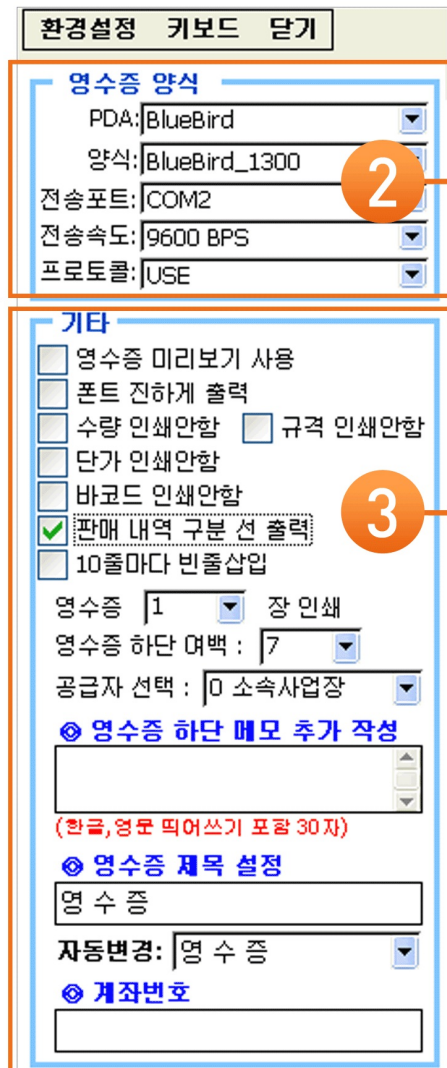 환경설정 키보드 닫기
영수증 양식
PDA: BlueBird
양식: BlueBird_1300
2
전송포트: COM2
전송속도: 9600 BPS
프로토콜: USE
기타
영수증 미리보기 사용
폰트 진하게 출력
수량 인쇄안함 규격 인쇄안함
단가 인쇄안함
바코드 인쇄안함
3
판매 내역 구분 선 출력
10줄마다 빈줄삽입
영수증 1 장 인쇄
영수증 하단 여백 : 7
공급자 선택 : 0 소속사업장
◎ 영수증 하단 메모 추가 작성
(한글,영문 띄어쓰기 포함 30자)
◎ 영수증 제목 설정
영 수 증
자동변경: 영 수 증
◎ 계좌번호